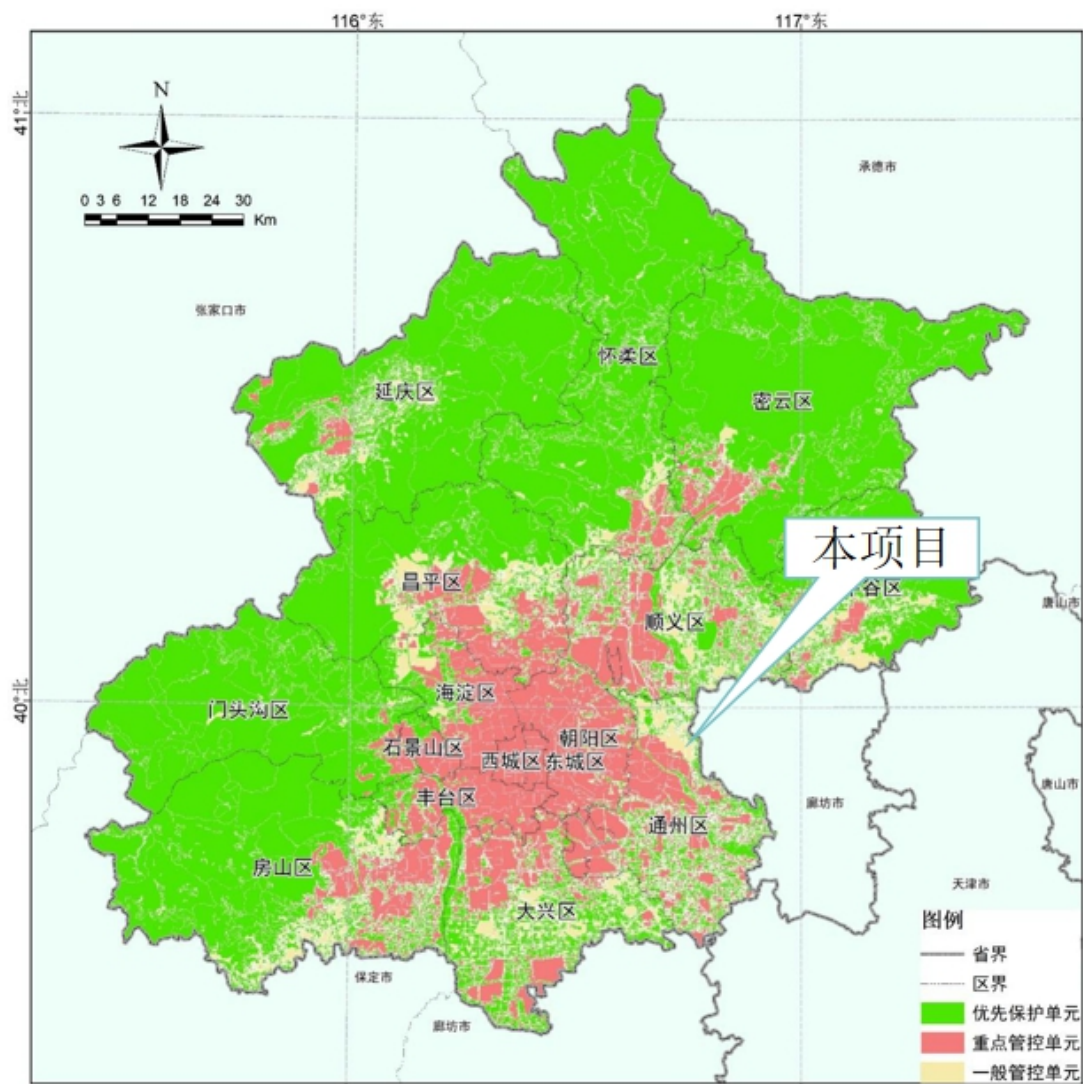 116°东
117°东
41°北
N
承德市
0 3 6 12 18 24 30
Km
张家口市
怀柔区
延庆区
密云区
本项目
昌平区
谷区
唐山市
顺义区
40°北
海淀区
门头沟区
朝阳区
石景山区
西城区
东城区
丰台区
唐山市
廊坊市
通州区
房山区
天津市
大兴区
图例
省界
保定市
区界
优先保护单元
廊坊市
重点管控单元
一般管控单元